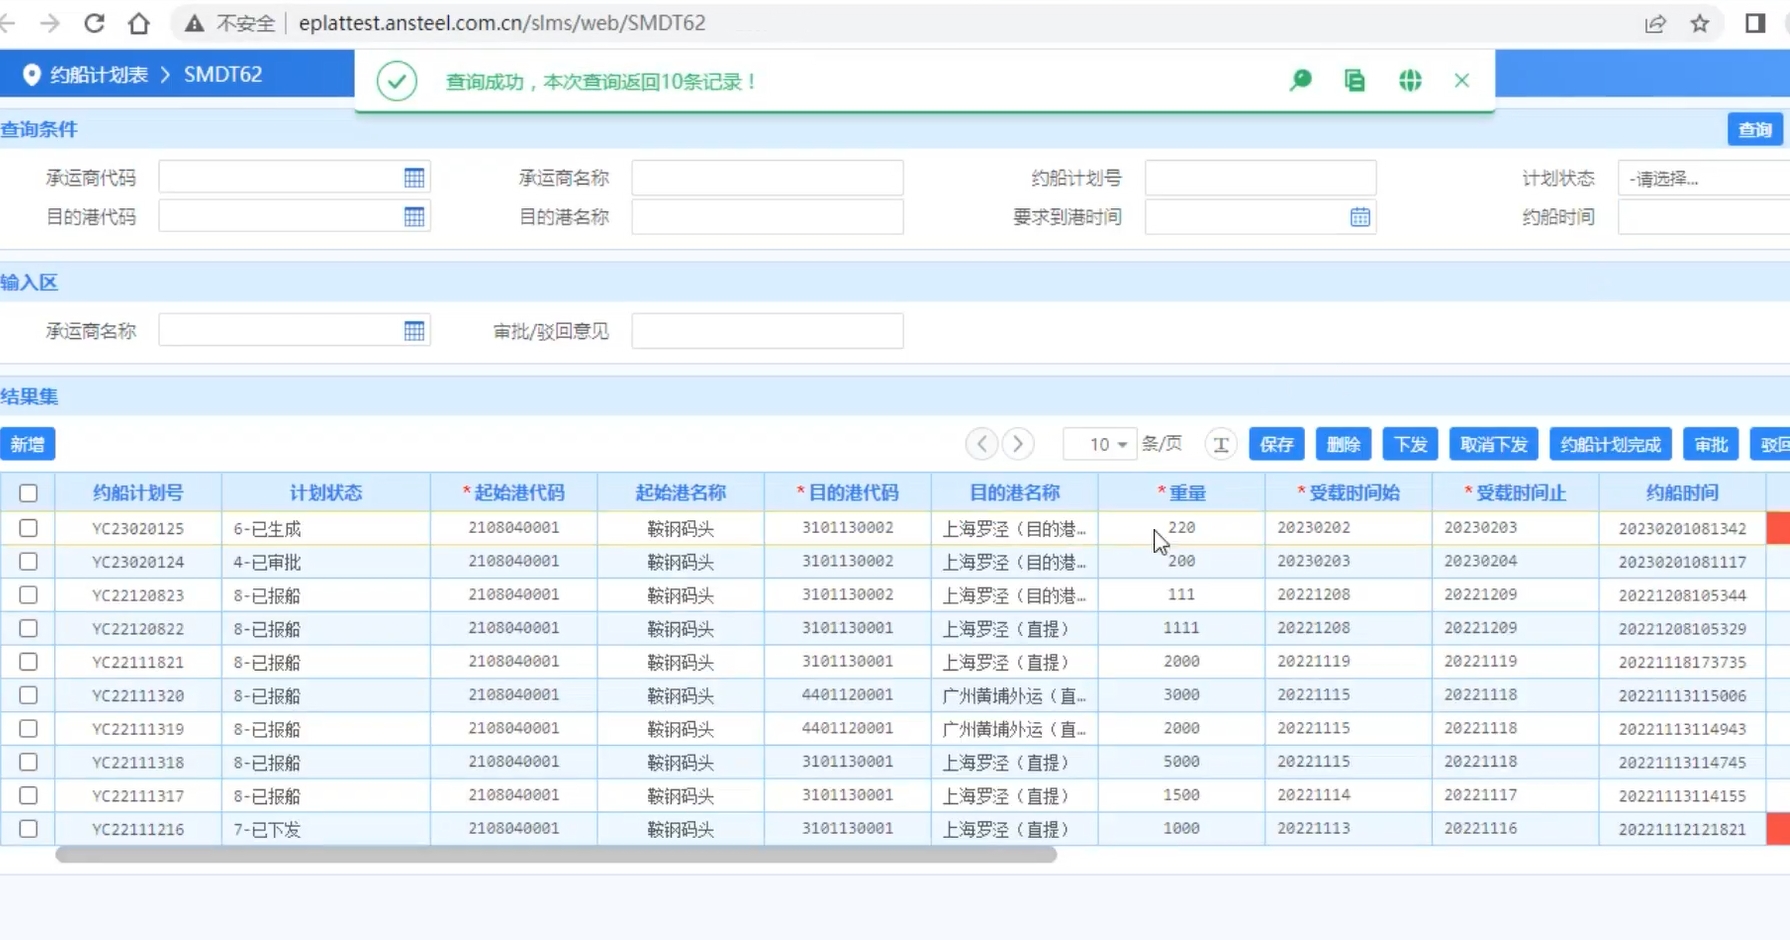 不安全 eplattest.ansteel.com.cn/slms/web/SMDT62
约船计划表 > SMDT62
查询成功，本次查询返回10条记录！
查询条件 查询
承运商代码 承运商名称 约船计划号 计划状态 -请选择...
目的港代码 目的港名称 要求到港时间 约船时间
输入区
承运商名称 审批/驳回意见
结果集
新增 10 条/页 保存 删除 下发 取消下发 约船计划完成 审批 驳回
约船计划号 计划状态 *起始港代码 起始港名称 *目的港代码 目的港名称 *重量 *受载时间始 *受载时间止 约船时间
YC23020125 6-已生成 2108040001 鞍钢码头 3101130002 上海罗泾（目的港... 220 20230202 20230203 20230201081342
YC23020124 4-已审批 2108040001 鞍钢码头 3101130002 上海罗泾（目的港... 200 20230203 20230204 20230201081117
YC22120823 8-已报船 2108040001 鞍钢码头 3101130002 上海罗泾（目的港... 111 20221208 20221209 20221208105344
YC22120822 8-已报船 2108040001 鞍钢码头 3101130001 上海罗泾（直提） 1111 20221208 20221209 20221208105329
YC22111821 8-已报船 2108040001 鞍钢码头 3101130001 上海罗泾（直提） 2000 20221119 20221119 20221118173735
YC22111320 8-已报船 2108040001 鞍钢码头 4401120001 广州黄埔外运（直... 3000 20221115 20221118 20221113115006
YC22111319 8-已报船 2108040001 鞍钢码头 4401120001 广州黄埔外运（直... 2000 20221115 20221118 20221113114943
YC22111318 8-已报船 2108040001 鞍钢码头 3101130001 上海罗泾（直提） 5000 20221115 20221118 20221113114745
YC22111317 8-已报船 2108040001 鞍钢码头 3101130001 上海罗泾（直提） 1500 20221114 20221117 20221113114155
YC22111216 7-已下发 2108040001 鞍钢码头 3101130001 上海罗泾（直提） 1000 20221113 20221116 20221112121821